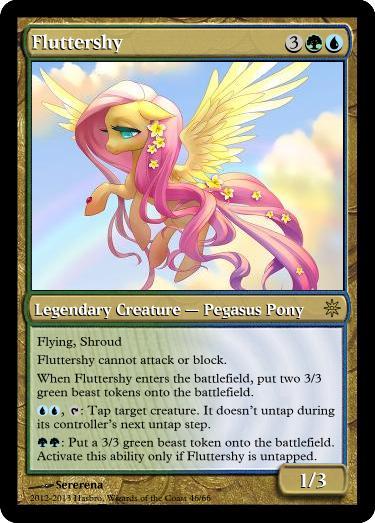 Fluttershy 3
Legendary Creature — Pegasus Pony
Flying, Shroud
Fluttershy cannot attack or block.
When Fluttershy enters the battlefield, put two 3/3
green beast tokens onto the battlefield.
: Tap target creature. It doesn't untap during
its controller's next untap step.
: Put a 3/3 green beast token onto the battlefield.
Activate this ability only if Fluttershy is untapped.
1/3
Sererena
2012-2013 Hasbro, Wizards of the Coast 46/66